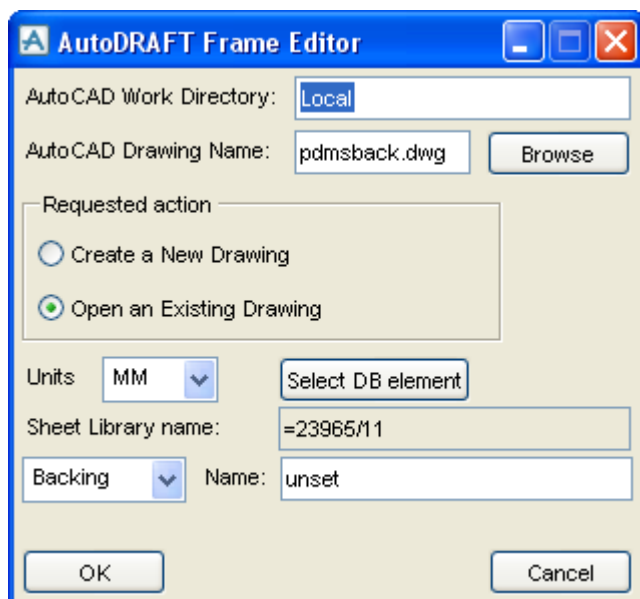 AutoDRAFT Frame Editor
AutoCAD Work Directory: Local
AutoCAD Drawing Name: pdmsback.dwg Browse
Requested action
Create a New Drawing
Open an Existing Drawing
Units MM Select DB element
Sheet Library name: =23965/11
Backing Name: unset
OK Cancel